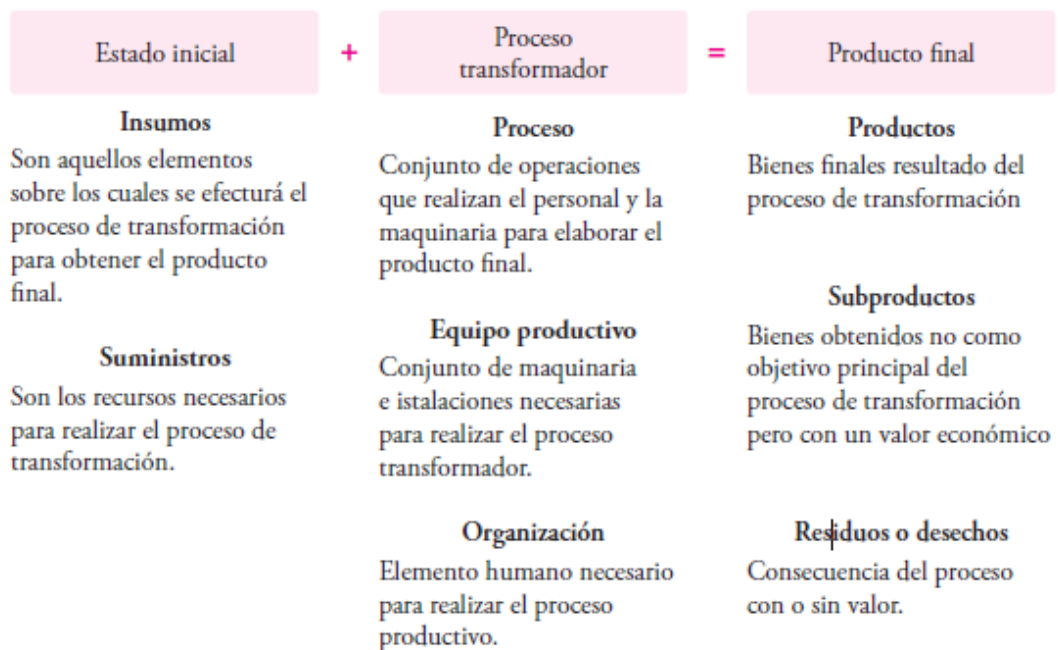 Estado inicial
+
Proceso
transformador
=
Producto final
Insumos
Son aquellos elementos
sobre los cuales se efecturá el
proceso de transformación
para obtener el producto
final.
Suministros
Son los recursos necesarios
para realizar el proceso de
transformación.
Proceso
Conjunto de operaciones
que realizan el personal y la
maquinaria para elaborar el
producto final.
Equipo productivo
Conjunto de maquinaria
e istalaciones necesarias
para realizar el proceso
transformador.
Organización
Elemento humano necesario
para realizar el proceso
productivo.
Productos
Bienes finales resultado del
proceso de transformación
Subproductos
Bienes obtenidos no como
objetivo principal del
proceso de transformación
pero con un valor económico
Residuos o desechos
Consecuencia del proceso
con o sin valor.